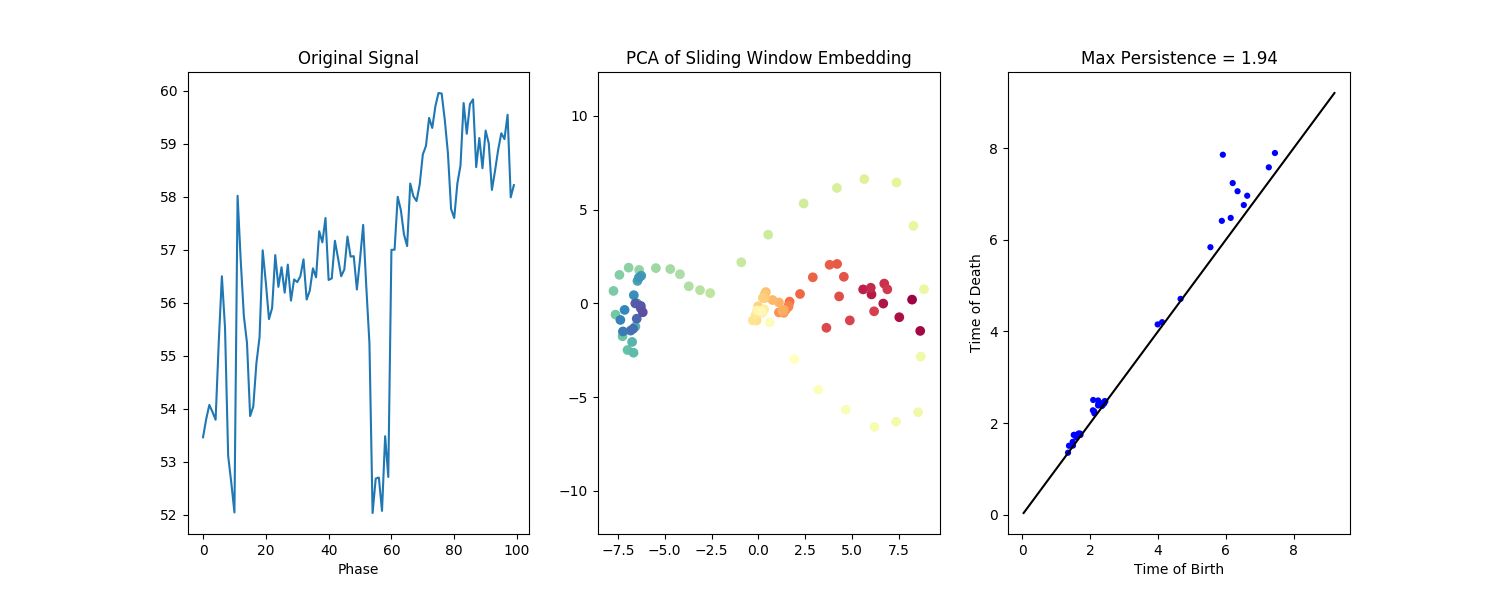 Original Signal
60
59
58
57
56
55
54
53
52
0 20 40 60 80 100
Phase
PCA of Sliding Window Embedding
10
5
0
−5
−10
−7.5 −5.0 −2.5 0.0 2.5 5.0 7.5
Max Persistence = 1.94
Time of Death
8
6
4
2
0
0 2 4 6 8
Time of Birth